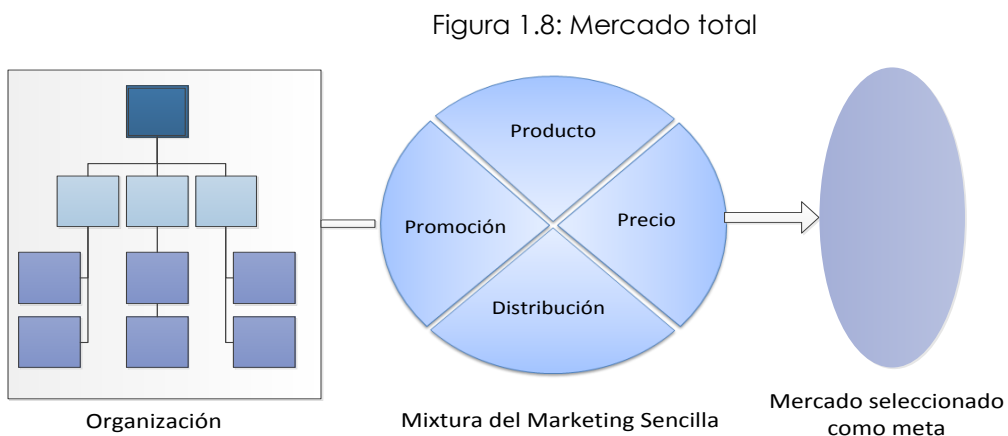 Figura 1.8: Mercado total
Producto
Promoción
Precio
Distribución
Organización
Mixtura del Marketing Sencilla
Mercado seleccionado
como meta